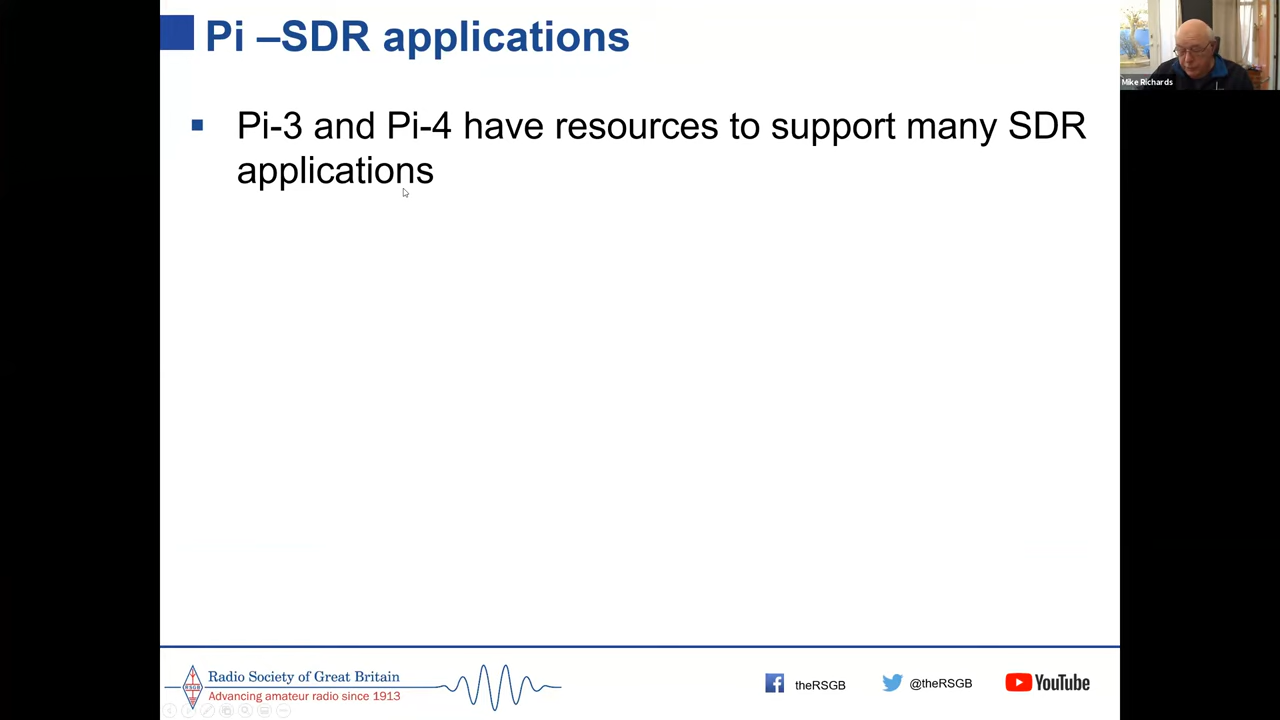 Pi –SDR applications
Mike Richards
▪ Pi-3 and Pi-4 have resources to support many SDR
applications
Radio Society of Great Britain
RSGB
Advancing amateur radio since 1913
theRSGB
@theRSGB
YouTube